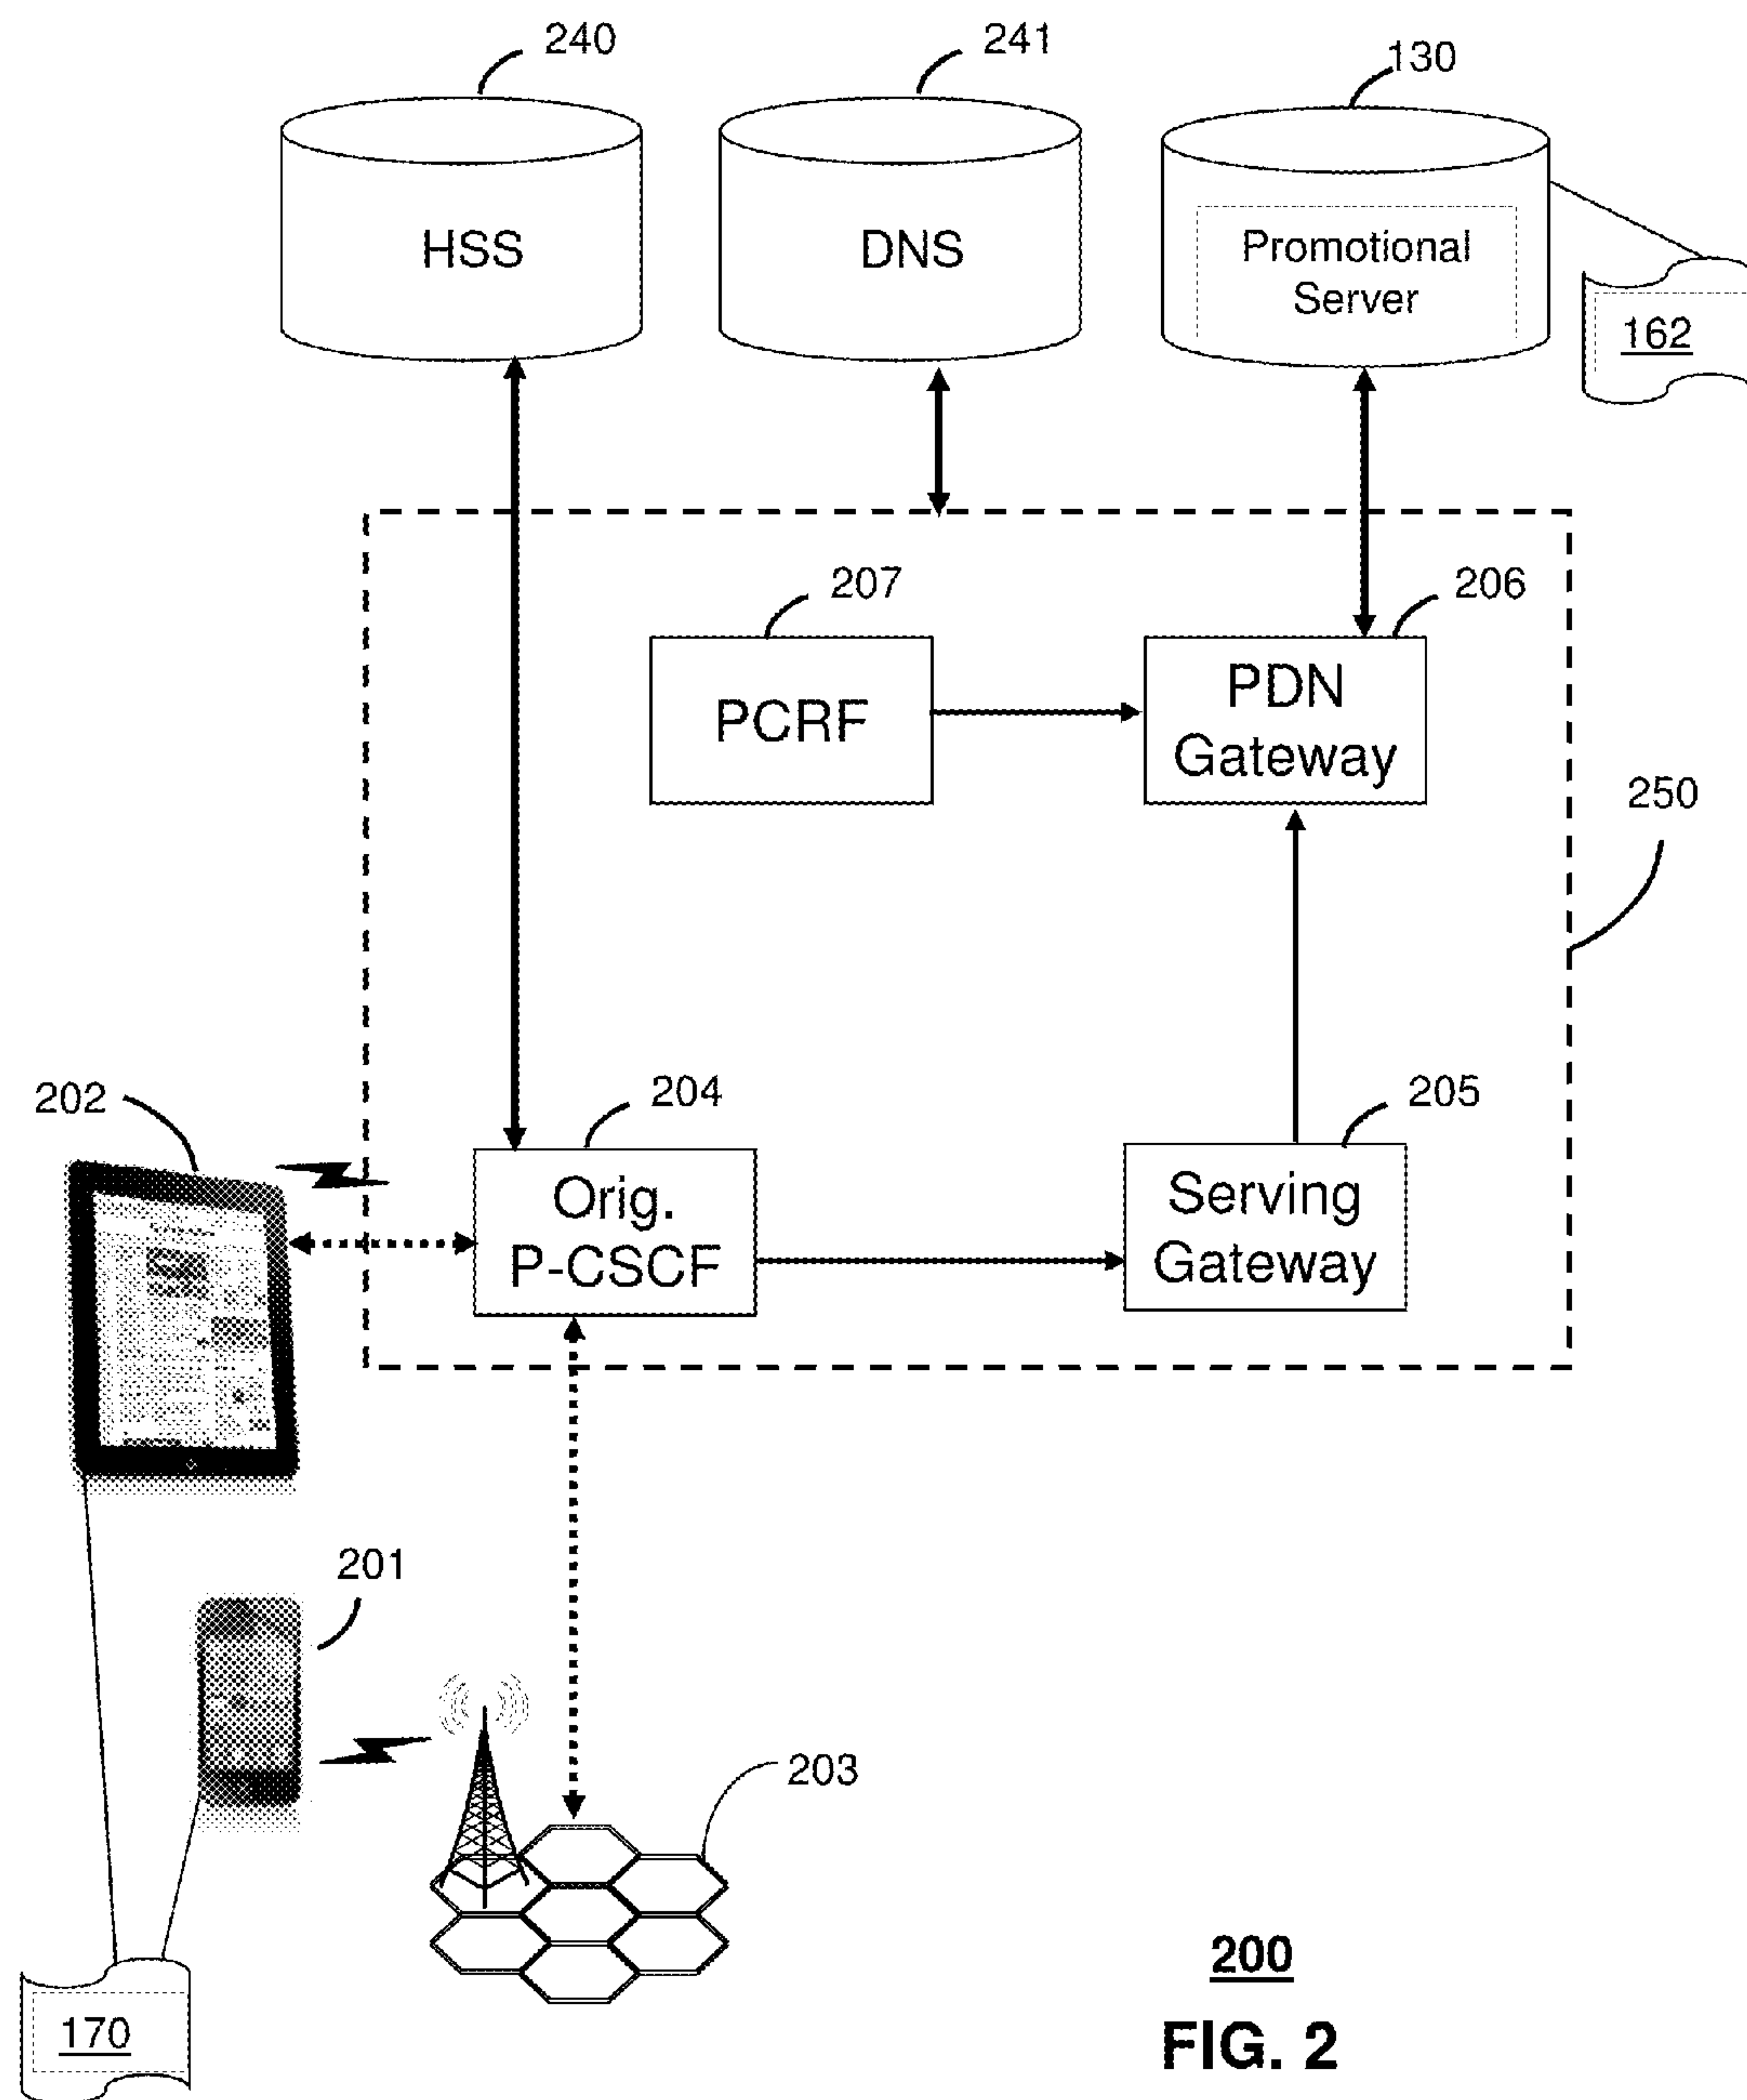 240
241
130
HSS
DNS
Promotional
Server
162
207
206
PCRF
PDN
Gateway
250
202
204
205
Orig.
P-CSCF
Serving
Gateway
201
203
200
170
FIG. 2